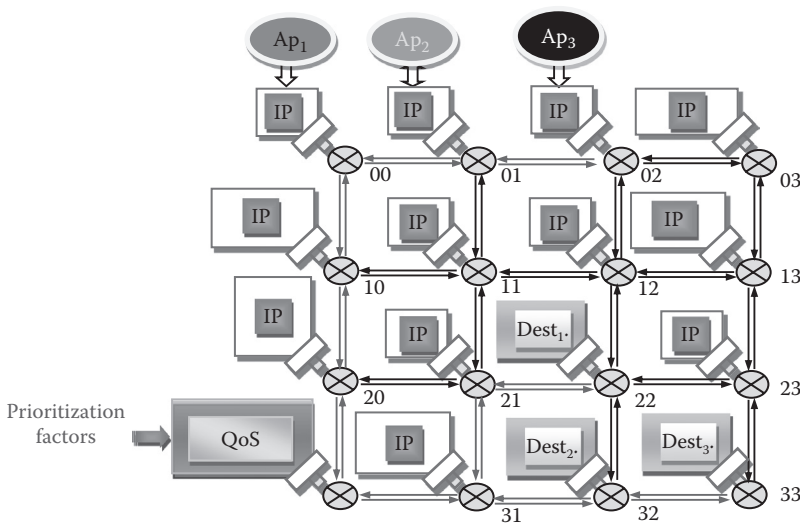 Ap1
Ap2
Ap3
IP
IP
IP
IP
00
01
02
03
IP
IP
IP
IP
10
11
12
13
IP
IP
Dest1.
IP
20
21
22
23
Prioritization
factors
QoS
IP
Dest2.
Dest3.
31
32
33